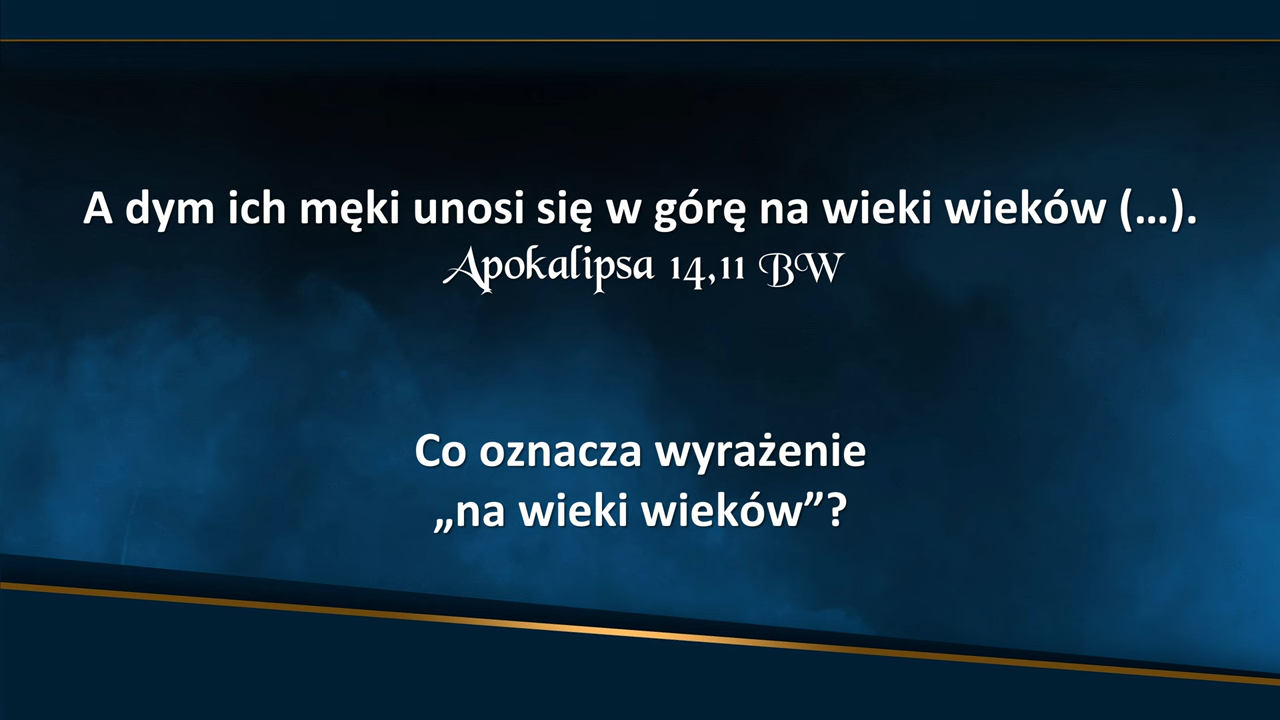 A dym ich męki unosi się w górę na wieki wieków (...).
Apokalipsa 14,11 BW
Co oznacza wyrażenie
„na wieki wieków”?